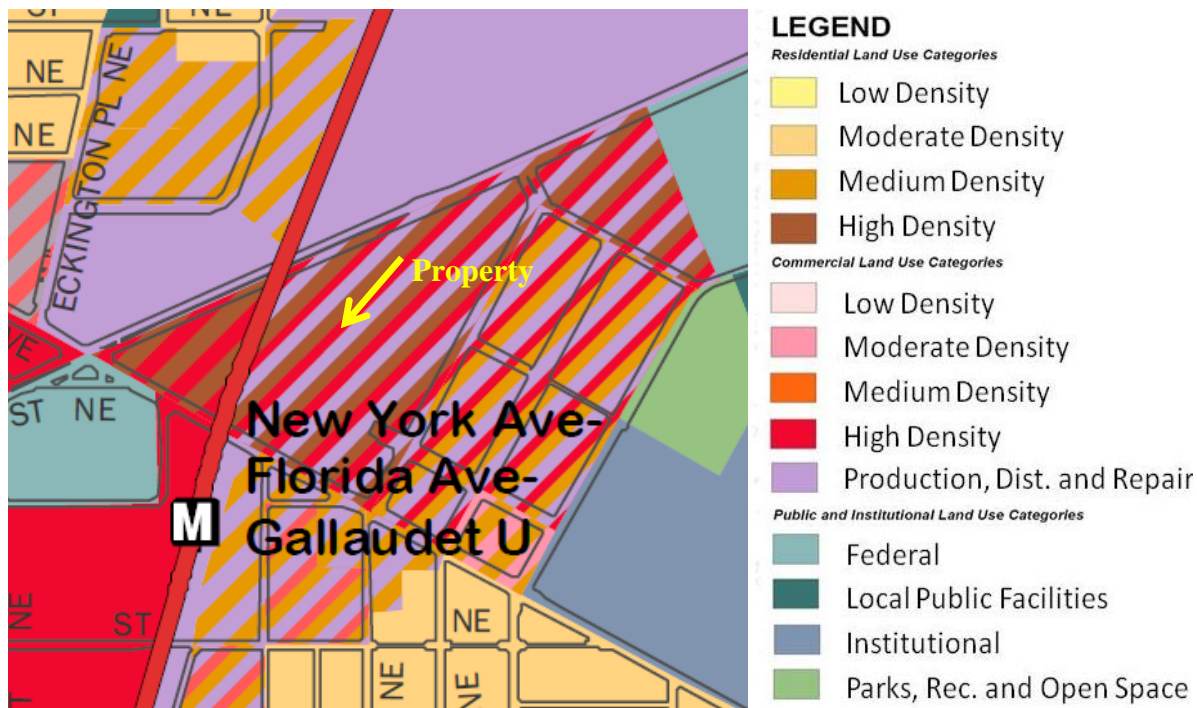 ST
NE
NE
ECKINGTON PL NE
VE
ST NE
Property
New York Ave-
Florida Ave-
Gallaudet U
M
NE
ST
NE
NE
NE
LEGEND
Residential Land Use Categories
Low Density
Moderate Density
Medium Density
High Density
Commercial Land Use Categories
Low Density
Moderate Density
Medium Density
High Density
Production, Dist. and Repair
Public and Institutional Land Use Categories
Federal
Local Public Facilities
Institutional
Parks, Rec. and Open Space